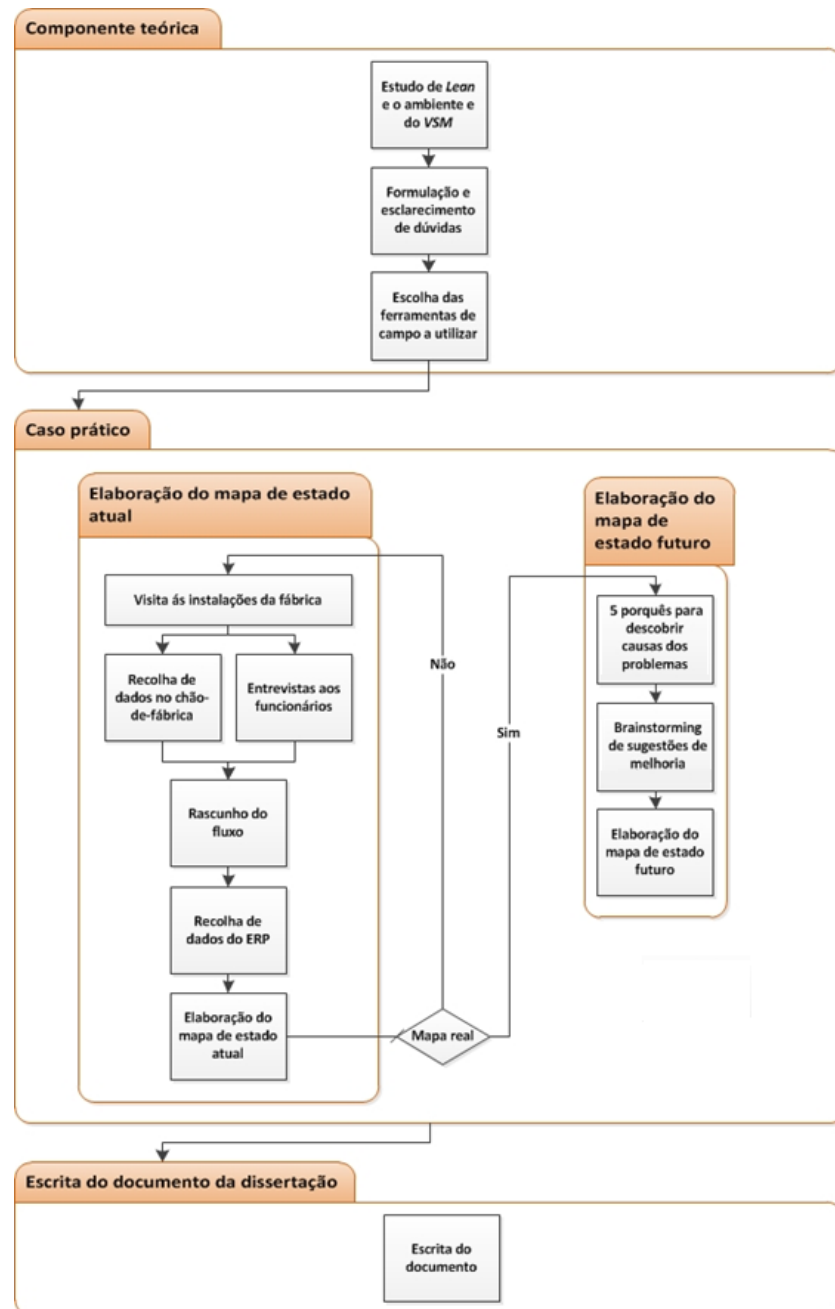 Componente teórica
Estudo de Lean
e o ambiente e
do VSM
Formulação e
esclarecimento
de dúvidas
Escolha das
ferramentas de
campo a utilizar
Caso prático
Elaboração do mapa de estado
atual
Visita ás instalações da fábrica
Recolha de
dados no chão-
de-fábrica
Entrevistas aos
funcionários
Rascunho do
fluxo
Recolha de
dados do ERP
Elaboração do
mapa de estado
atual
Mapa real
Não
Sim
Elaboração do
mapa de
estado futuro
5 porquês para
descobrir
causas dos
problemas
Brainstorming
de sugestões de
melhoria
Elaboração do
mapa de estado
futuro
Escrita do documento da dissertação
Escrita do
documento